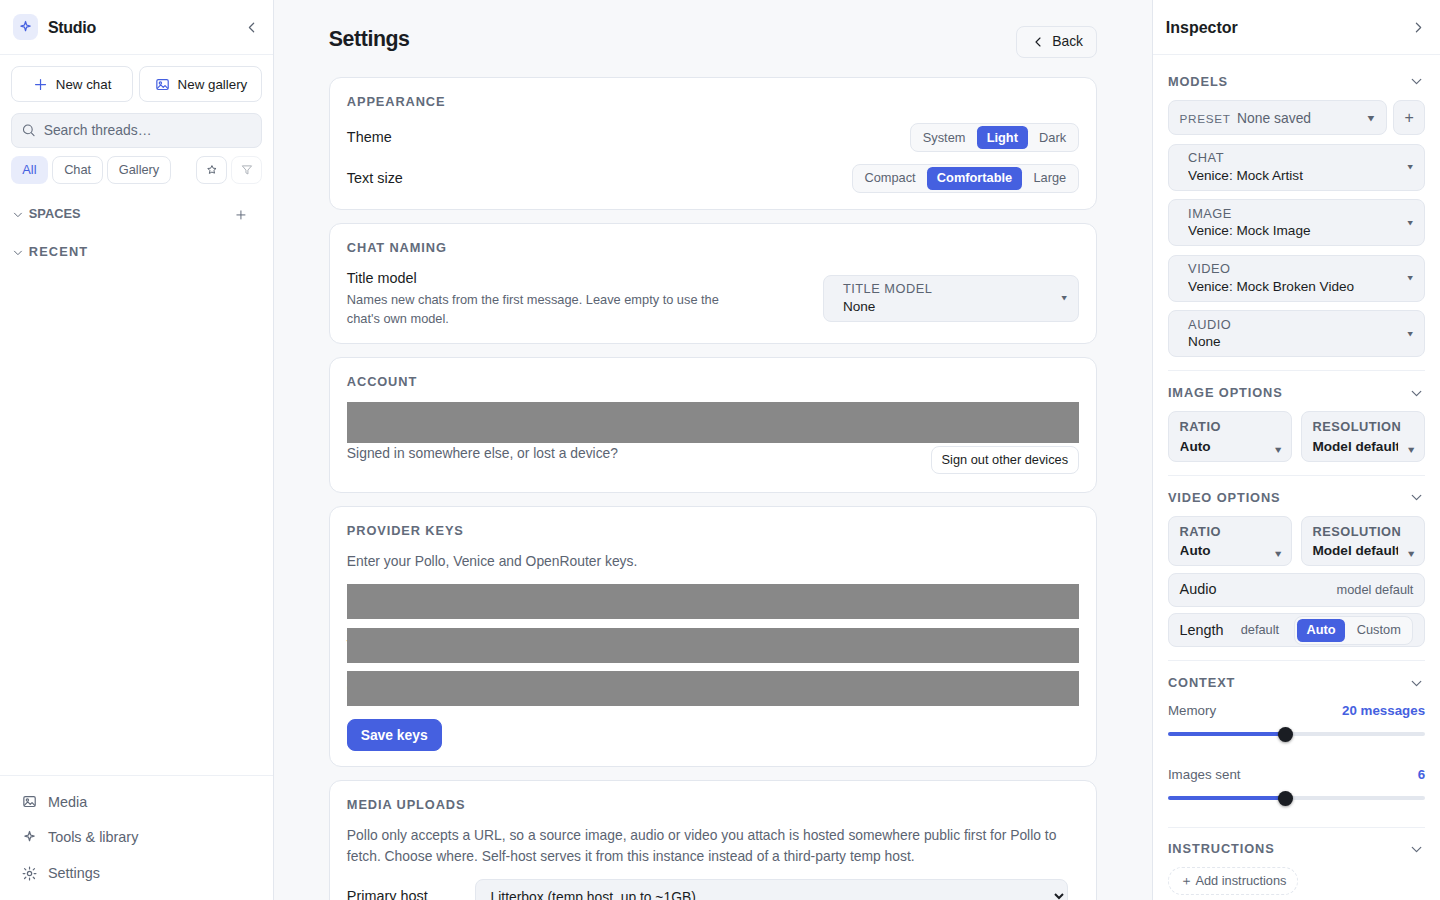 Studio
New chat
New gallery
Search threads…
All
Chat
Gallery
SPACES
RECENT
Media
Tools & library
Settings
Settings
Back
APPEARANCE
Theme
System
Light
Dark
Text size
Compact
Comfortable
Large
CHAT NAMING
Title model
Names new chats from the first message. Leave empty to use the
chat's own model.
TITLE MODEL
None
ACCOUNT
Signed in somewhere else, or lost a device?
Sign out other devices
PROVIDER KEYS
Enter your Pollo, Venice and OpenRouter keys.
Save keys
MEDIA UPLOADS
Pollo only accepts a URL, so a source image, audio or video you attach is hosted somewhere public first for Pollo to
fetch. Choose where. Self-host serves it from this instance instead of a third-party temp host.
Primary host
Litterbox (temp host, up to ~1GB)
Inspector
MODELS
PRESET None saved
+
CHAT
Venice: Mock Artist
IMAGE
Venice: Mock Image
VIDEO
Venice: Mock Broken Video
AUDIO
None
IMAGE OPTIONS
RATIO
Auto
RESOLUTION
Model default
VIDEO OPTIONS
RATIO
Auto
RESOLUTION
Model default
Audio
model default
Length
default
Auto
Custom
CONTEXT
Memory
20 messages
Images sent
6
INSTRUCTIONS
+ Add instructions